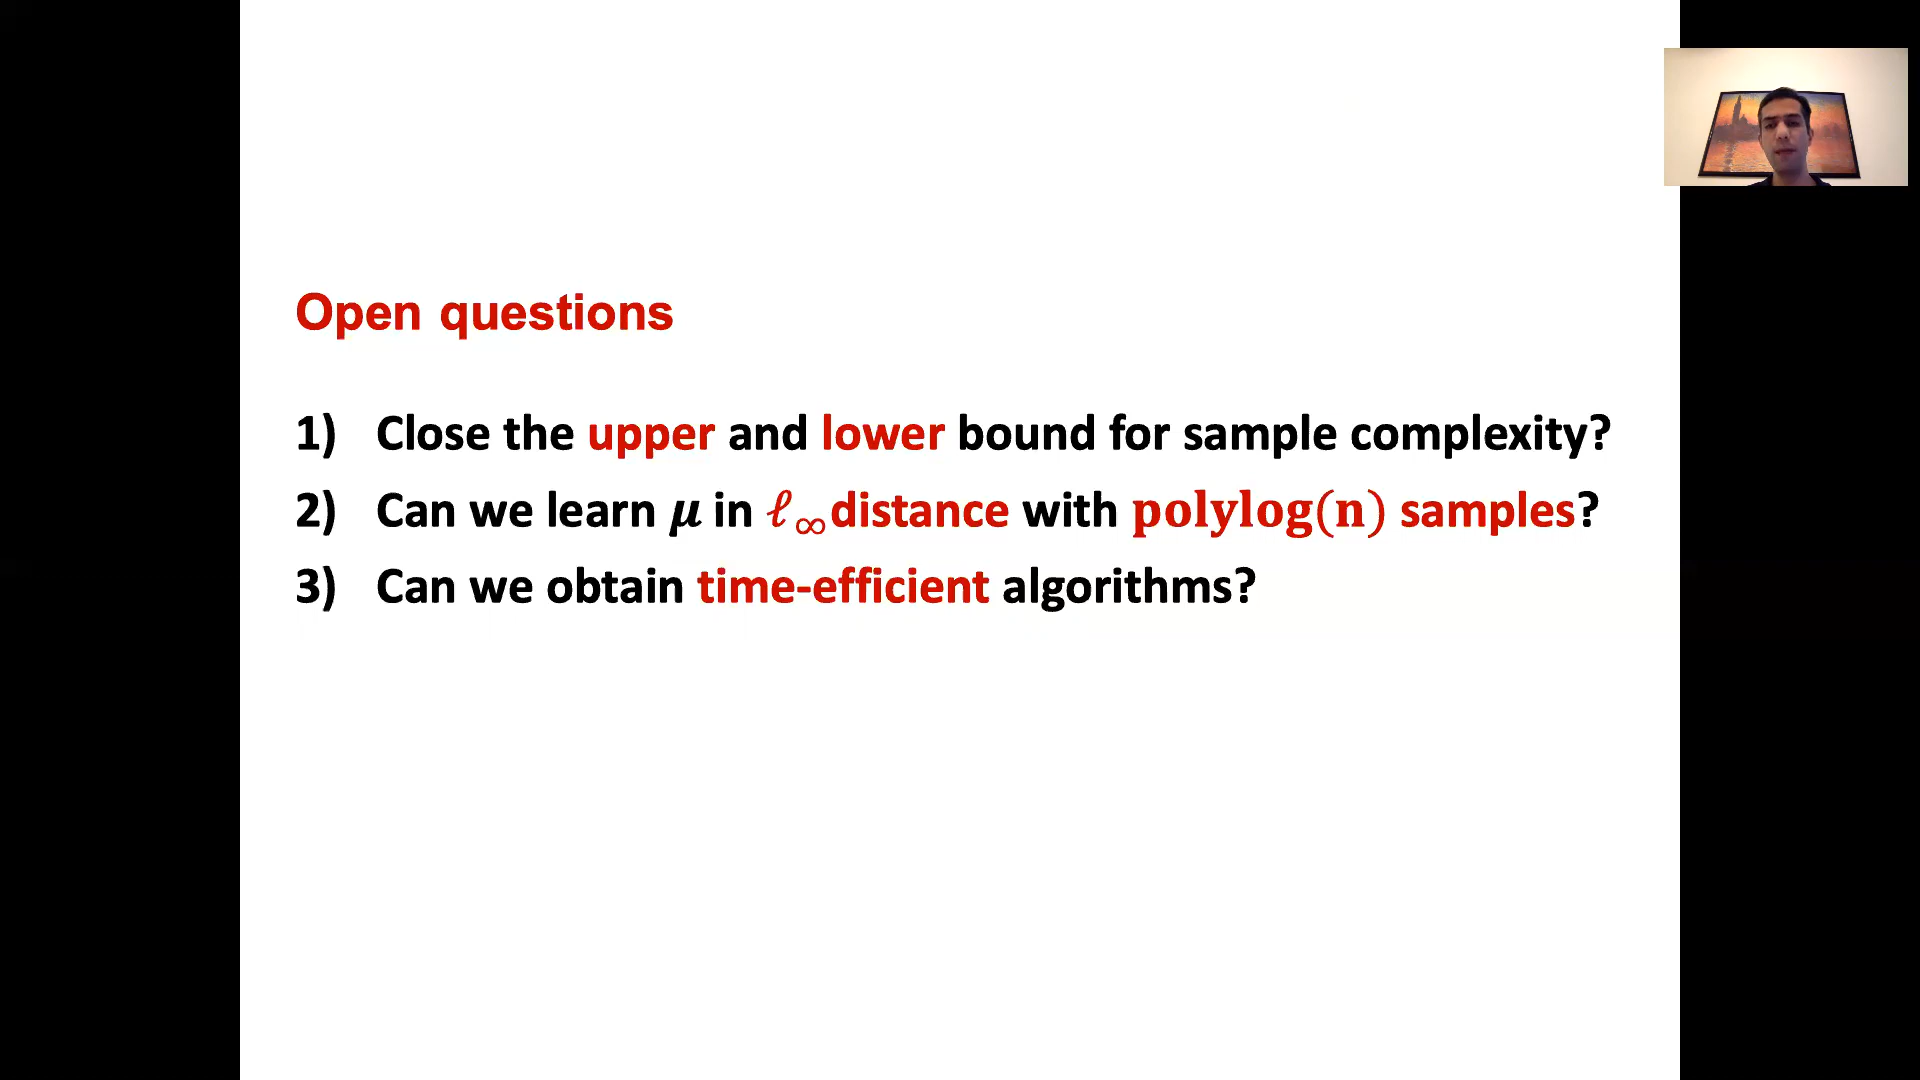 Open questions
1) Close the upper and lower bound for sample complexity?
2) Can we learn μ in ℓ∞ distance with polylog(n) samples?
3) Can we obtain time-efficient algorithms?